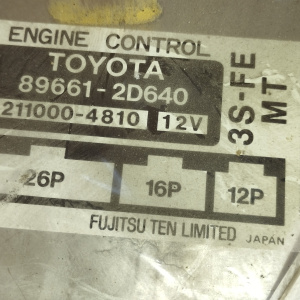 ENGINE CONTROL
TOYOTA
89661-2D640
211000-4810 12V
3S-FE
MT
26P 16P 12P
FUJITSU TEN LIMITED JAPAN